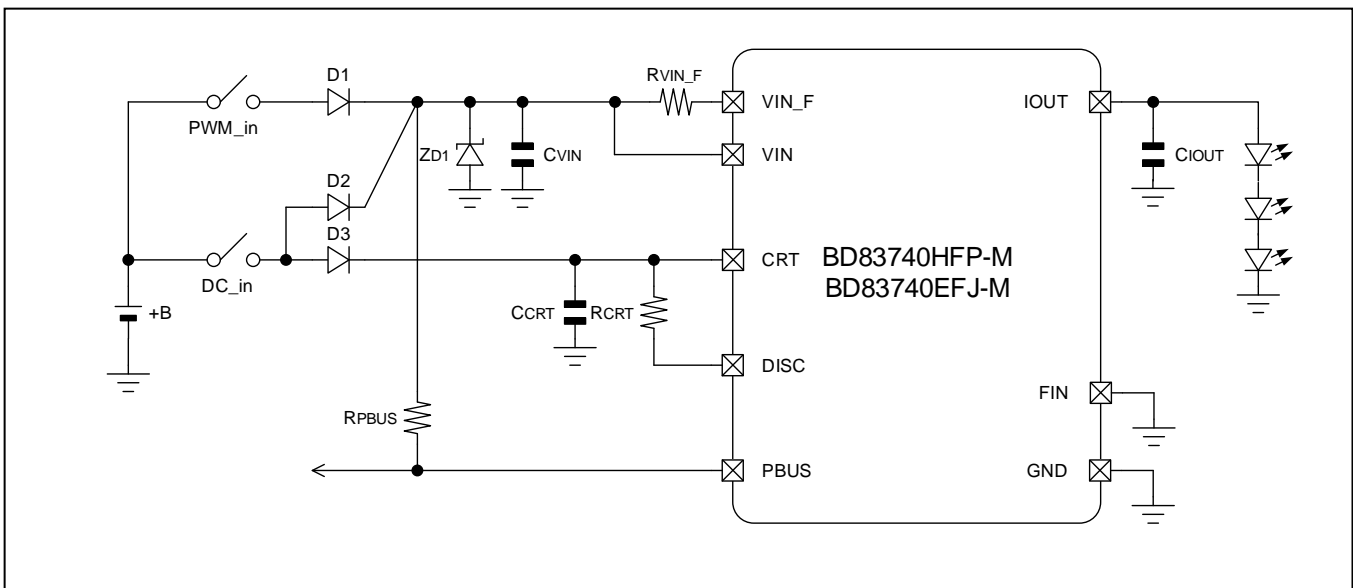 D1
PWM_in
D2
D3
DC_in
+B
ZD1
CVIN
RVIN_F
VIN_F
VIN
CRT
DISC
PBUS
CCRT
RCRT
RPBUS
BD83740HFP-M
BD83740EFJ-M
IOUT
CIOUT
FIN
GND